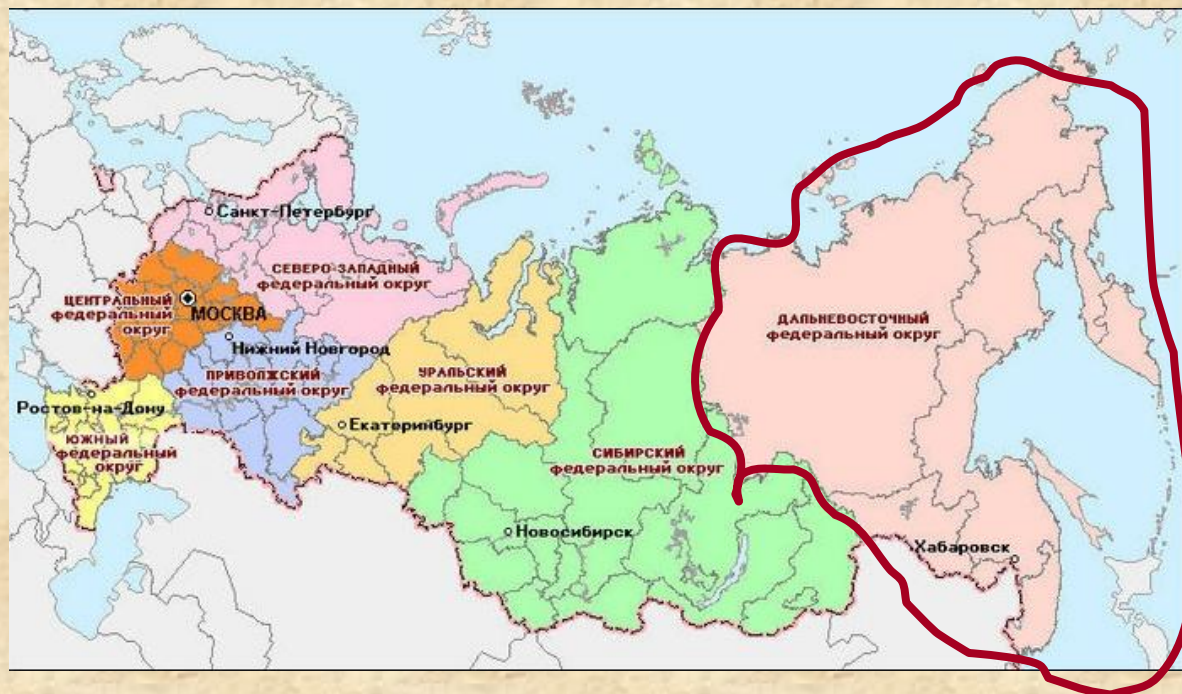 Санкт-Петербург
СЕВЕРО-ЗАПАДНЫЙ
федеральный округ
ЦЕНТРАЛЬНЫЙ
федеральный
округ
МОСКВА
Нижний Новгород
ПРИВОЛЖСКИЙ
федеральный округ
УРАЛЬСКИЙ
федеральный округ
Ростов-на-Дону
Екатеринбург
ЮЖНЫЙ
федеральный
округ
СИБИРСКИЙ
федеральный округ
Новосибирск
ДАЛЬНЕВОСТОЧНЫЙ
федеральный округ
Хабаровск